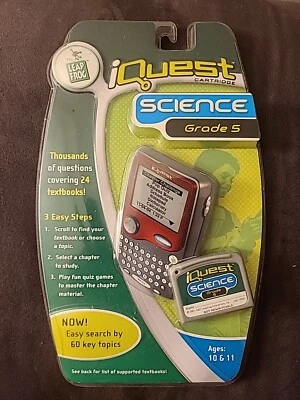 LEAP
FROG
iQuest
CARTRIDGE
SCIENCE
Grade 5
Thousands
of questions
covering 24
textbooks!
3 Easy Steps
1. Scroll to find your
textbook or choose
a topic.
2. Select a chapter
to study.
3. Play fun quiz games
to master the chapter
material.
iQuest
iQuest
SCIENCE
NOW!
Easy search by
60 key topics
Ages:
10 & 11
See back for list of supported textbooks!